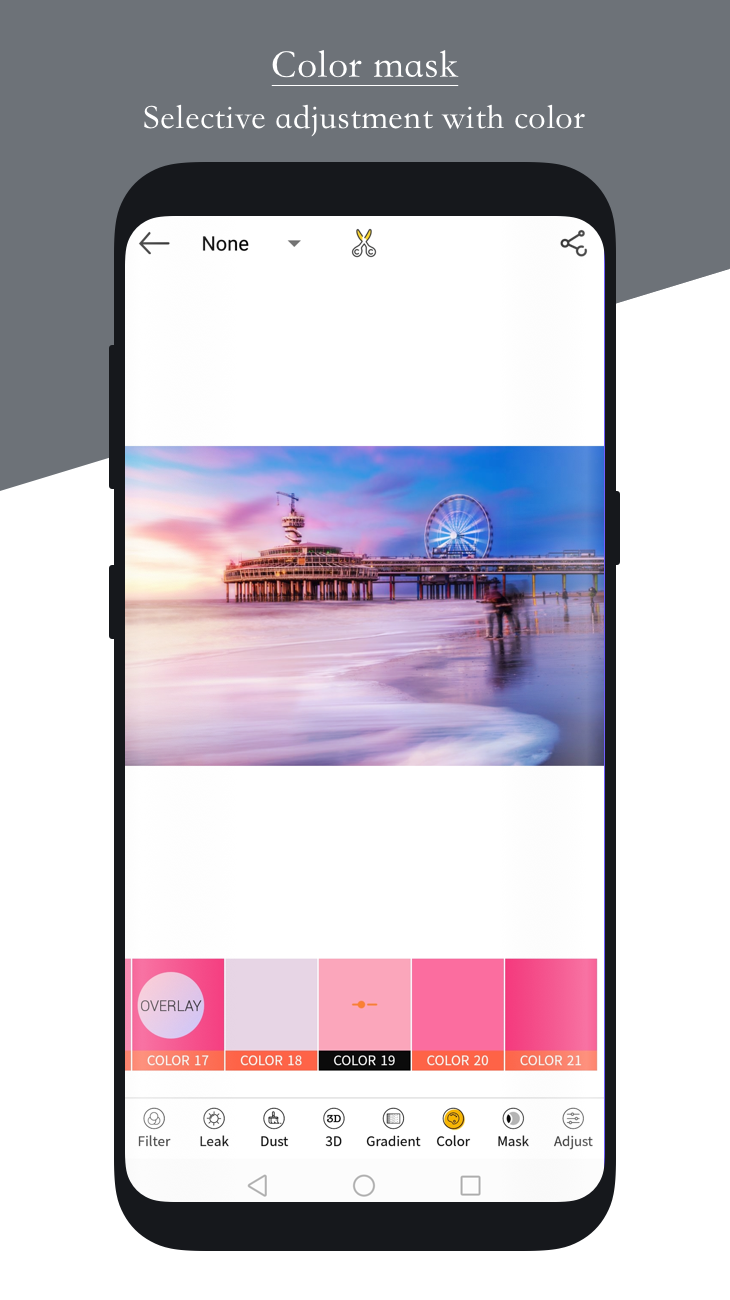 Color mask
Selective adjustment with color
None
OVERLAY
COLOR 17
COLOR 18
COLOR 19
COLOR 20
COLOR 21
3D
Filter
Leak
Dust
3D
Gradient
Color
Mask
Adjust